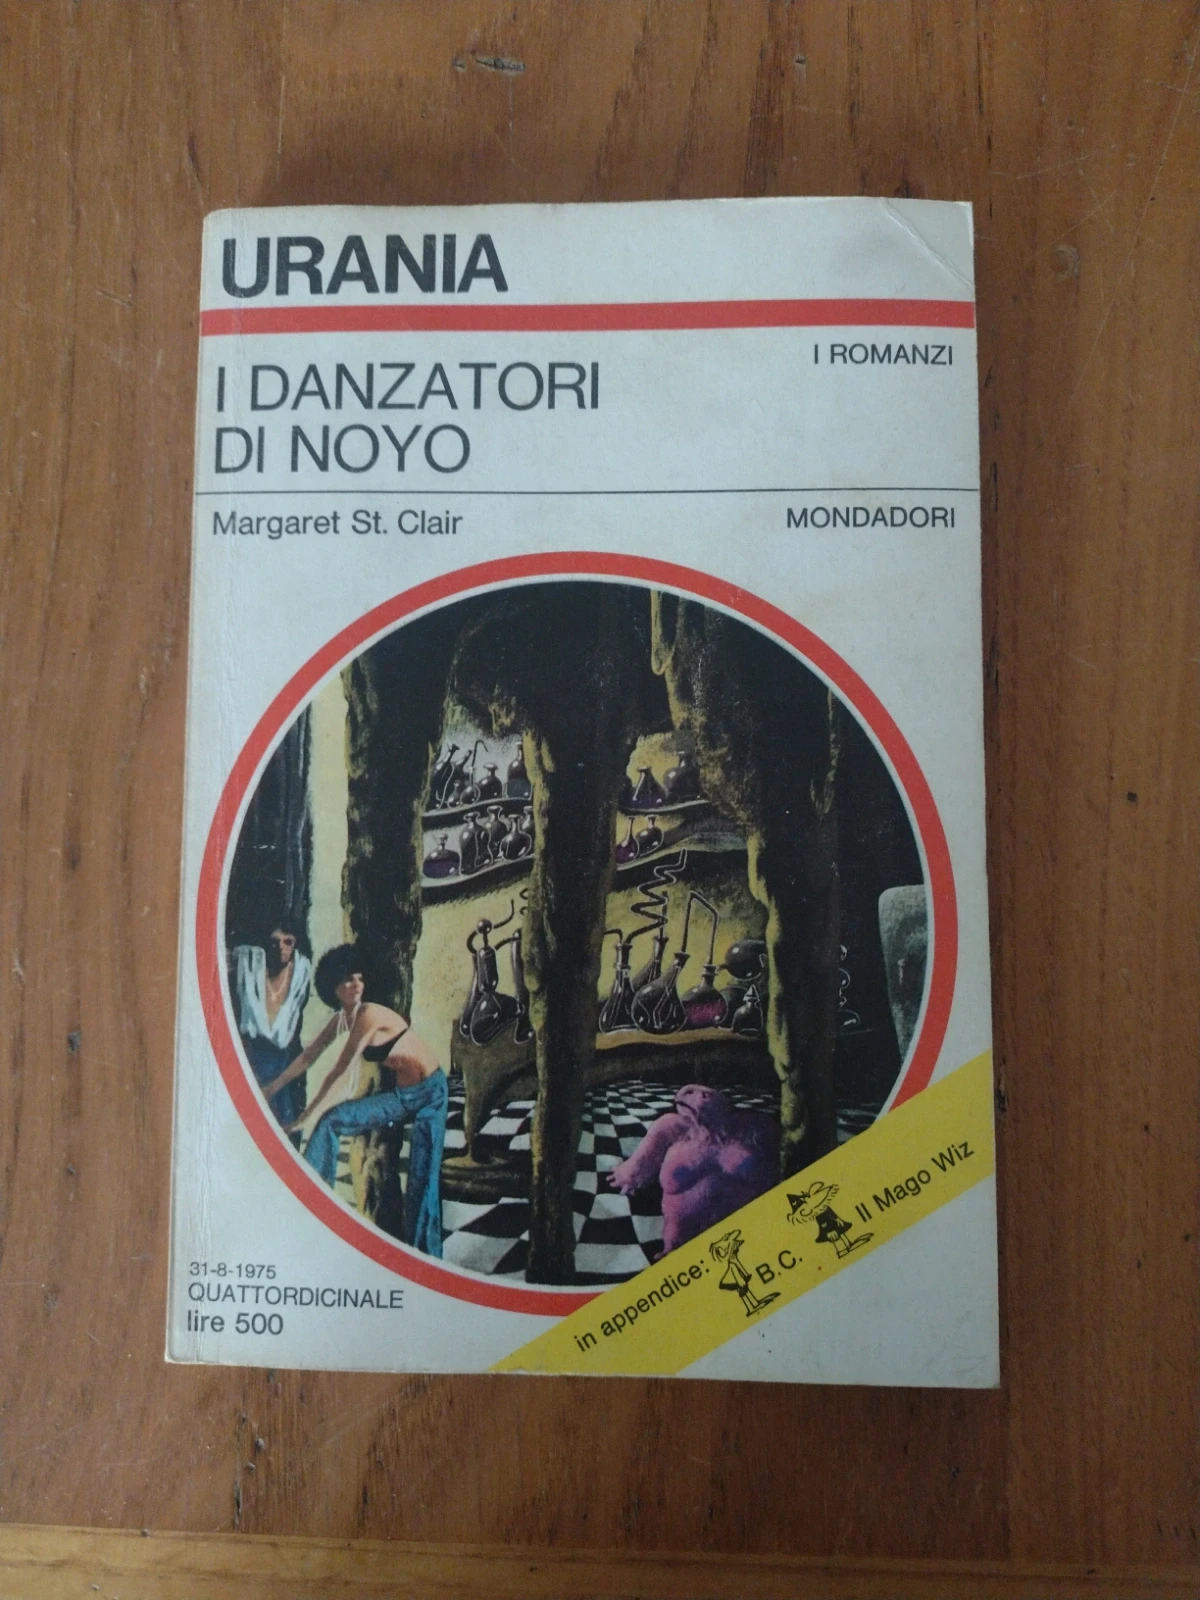 URANIA
I ROMANZI
I DANZATORI
DI NOYO
Margaret St. Clair
MONDADORI
31-8-1975
QUATTORDICINALE
lire 500
in appendice: B.C. Il Mago Wiz